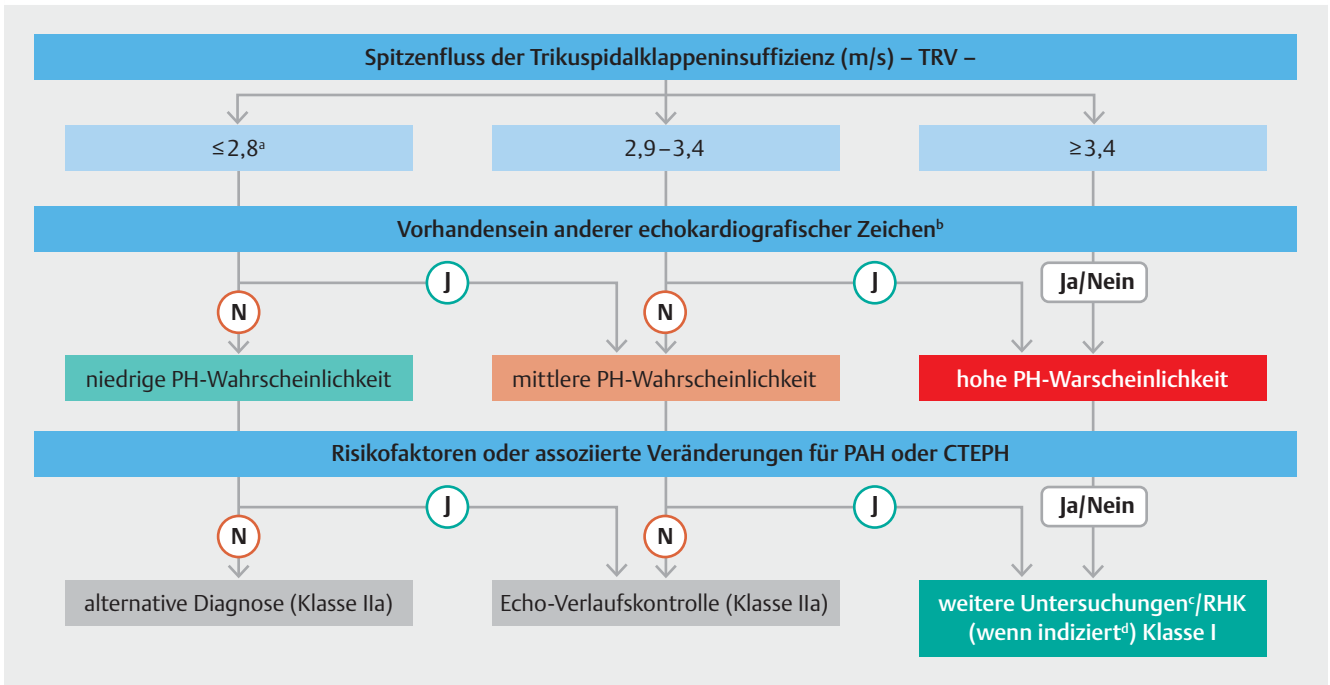 Spitzenfluss der Trikuspidalklappeninsuffizienz (m/s) – TRV –
≤2,8ᵃ
2,9–3,4
≥3,4
Vorhandensein anderer echokardiografischer Zeichenᵇ
J
J
Ja/Nein
N
N
niedrige PH-Wahrscheinlichkeit
mittlere PH-Wahrscheinlichkeit
hohe PH-Warscheinlichkeit
Risikofaktoren oder assoziierte Veränderungen für PAH oder CTEPH
J
J
Ja/Nein
N
N
alternative Diagnose (Klasse IIa)
Echo-Verlaufskontrolle (Klasse IIa)
weitere Untersuchungenᶜ/RHK
(wenn indiziertᵈ) Klasse I